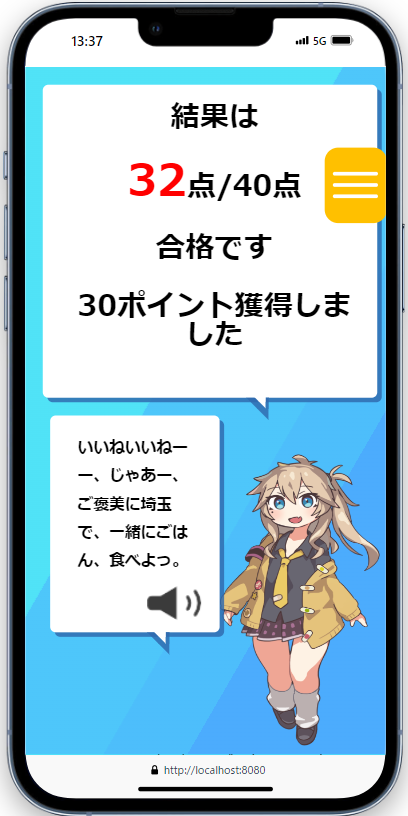 13:37
5G
結果は
32点/40点
合格です
30ポイント獲得しま
した
いいねいいねー
ー、じゃあー、
ご褒美に埼玉
で、一緒にごは
ん、食べよっ。
http://localhost:8080